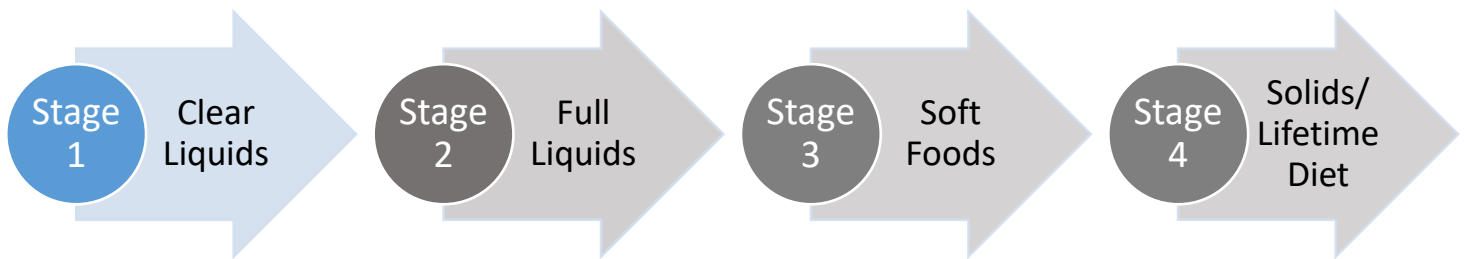 Stage
1
Clear
Liquids
Stage
2
Full
Liquids
Stage
3
Soft
Foods
Stage
4
Solids/
Lifetime
Diet